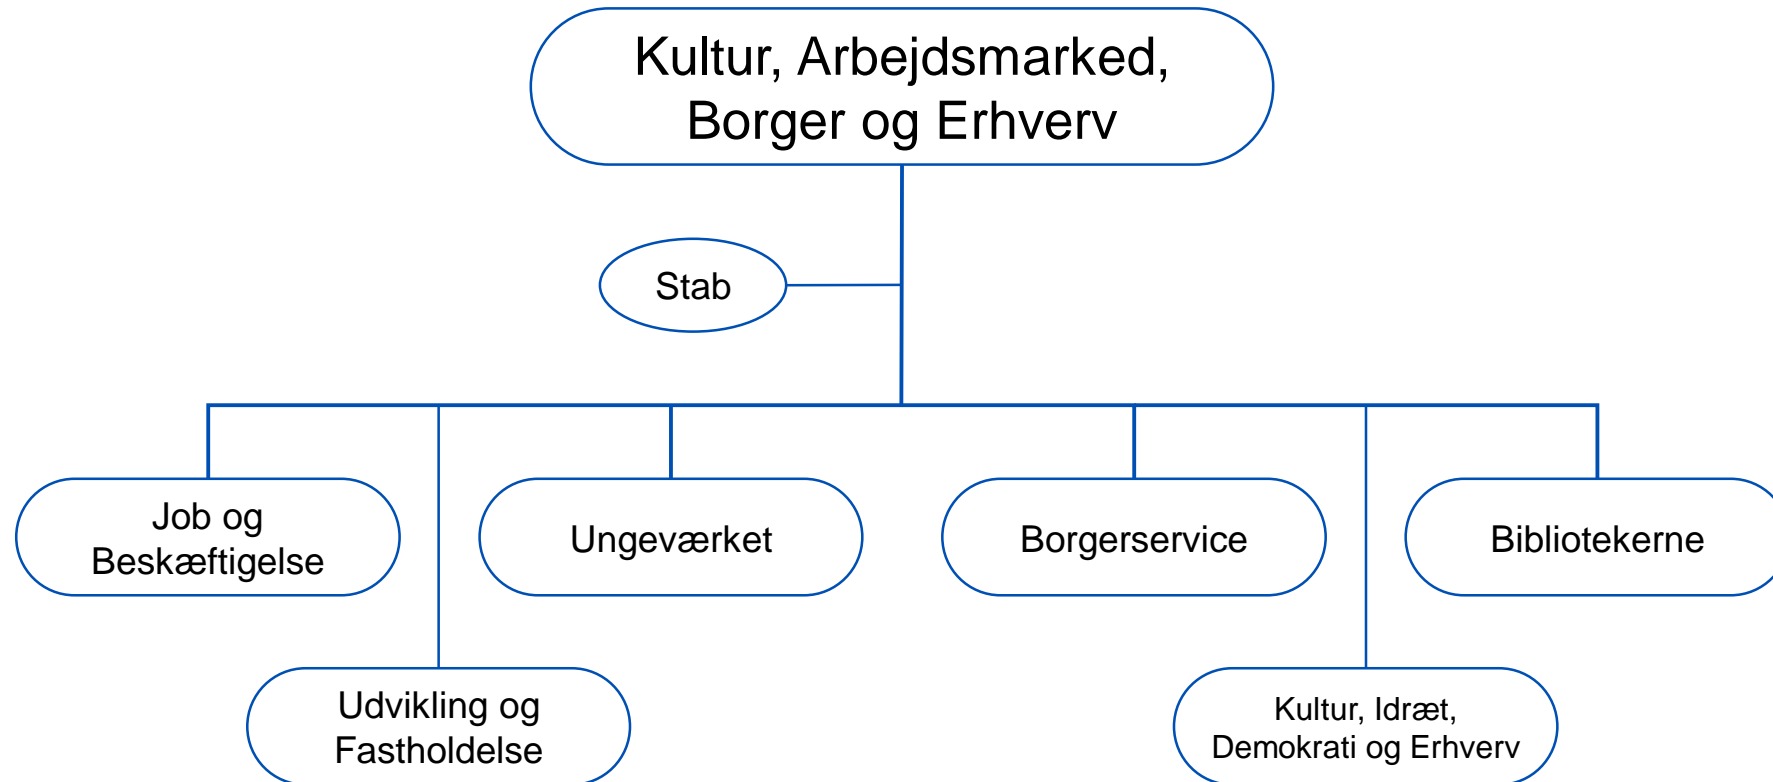 Kultur, Arbejdsmarked,
Borger og Erhverv
Stab
Job og
Beskæftigelse
Ungeværket
Borgerservice
Bibliotekerne
Udvikling og
Fastholdelse
Kultur, Idræt,
Demokrati og Erhverv